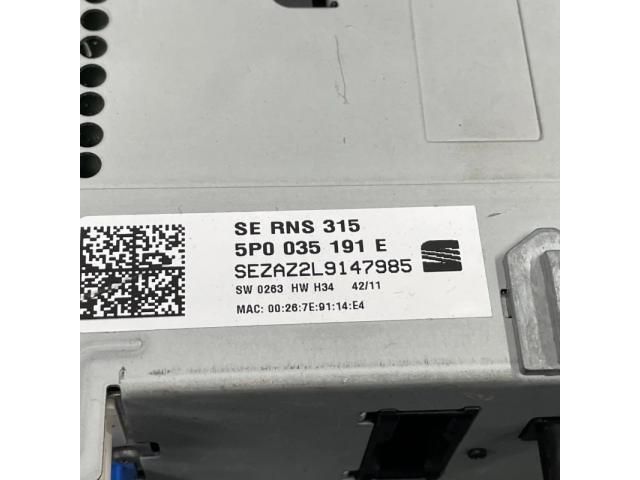 SE RNS 315
5P0 035 191 E
SEZAZ2L9147985
SW 0263 HW H34 42/11
MAC: 00:26:7E:91:14:E4